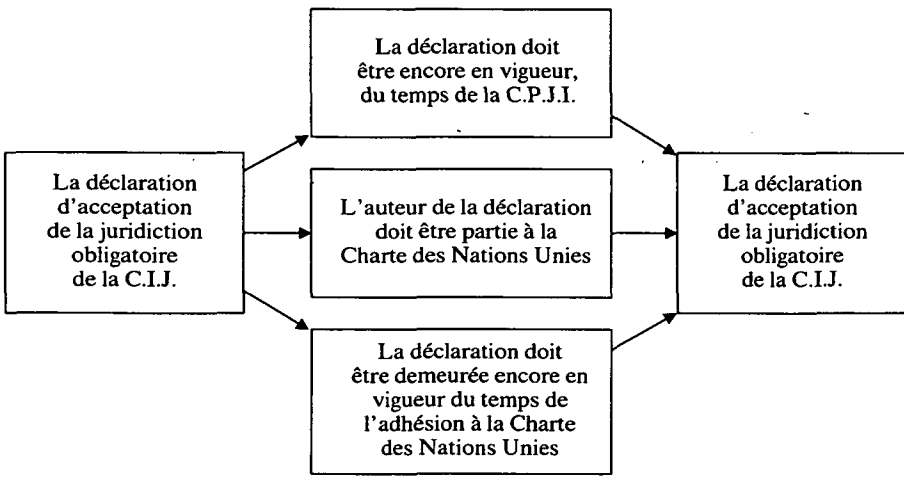 La déclaration doit
être encore en vigueur,
du temps de la C.P.J.I.
La déclaration
d'acceptation
de la juridiction
obligatoire
de la C.I.J.
L'auteur de la déclaration
doit être partie à la
Charte des Nations Unies
La déclaration
d'acceptation
de la juridiction
obligatoire
de la C.I.J.
La déclaration doit
être demeurée encore en
vigueur du temps de
l'adhésion à la Charte
des Nations Unies